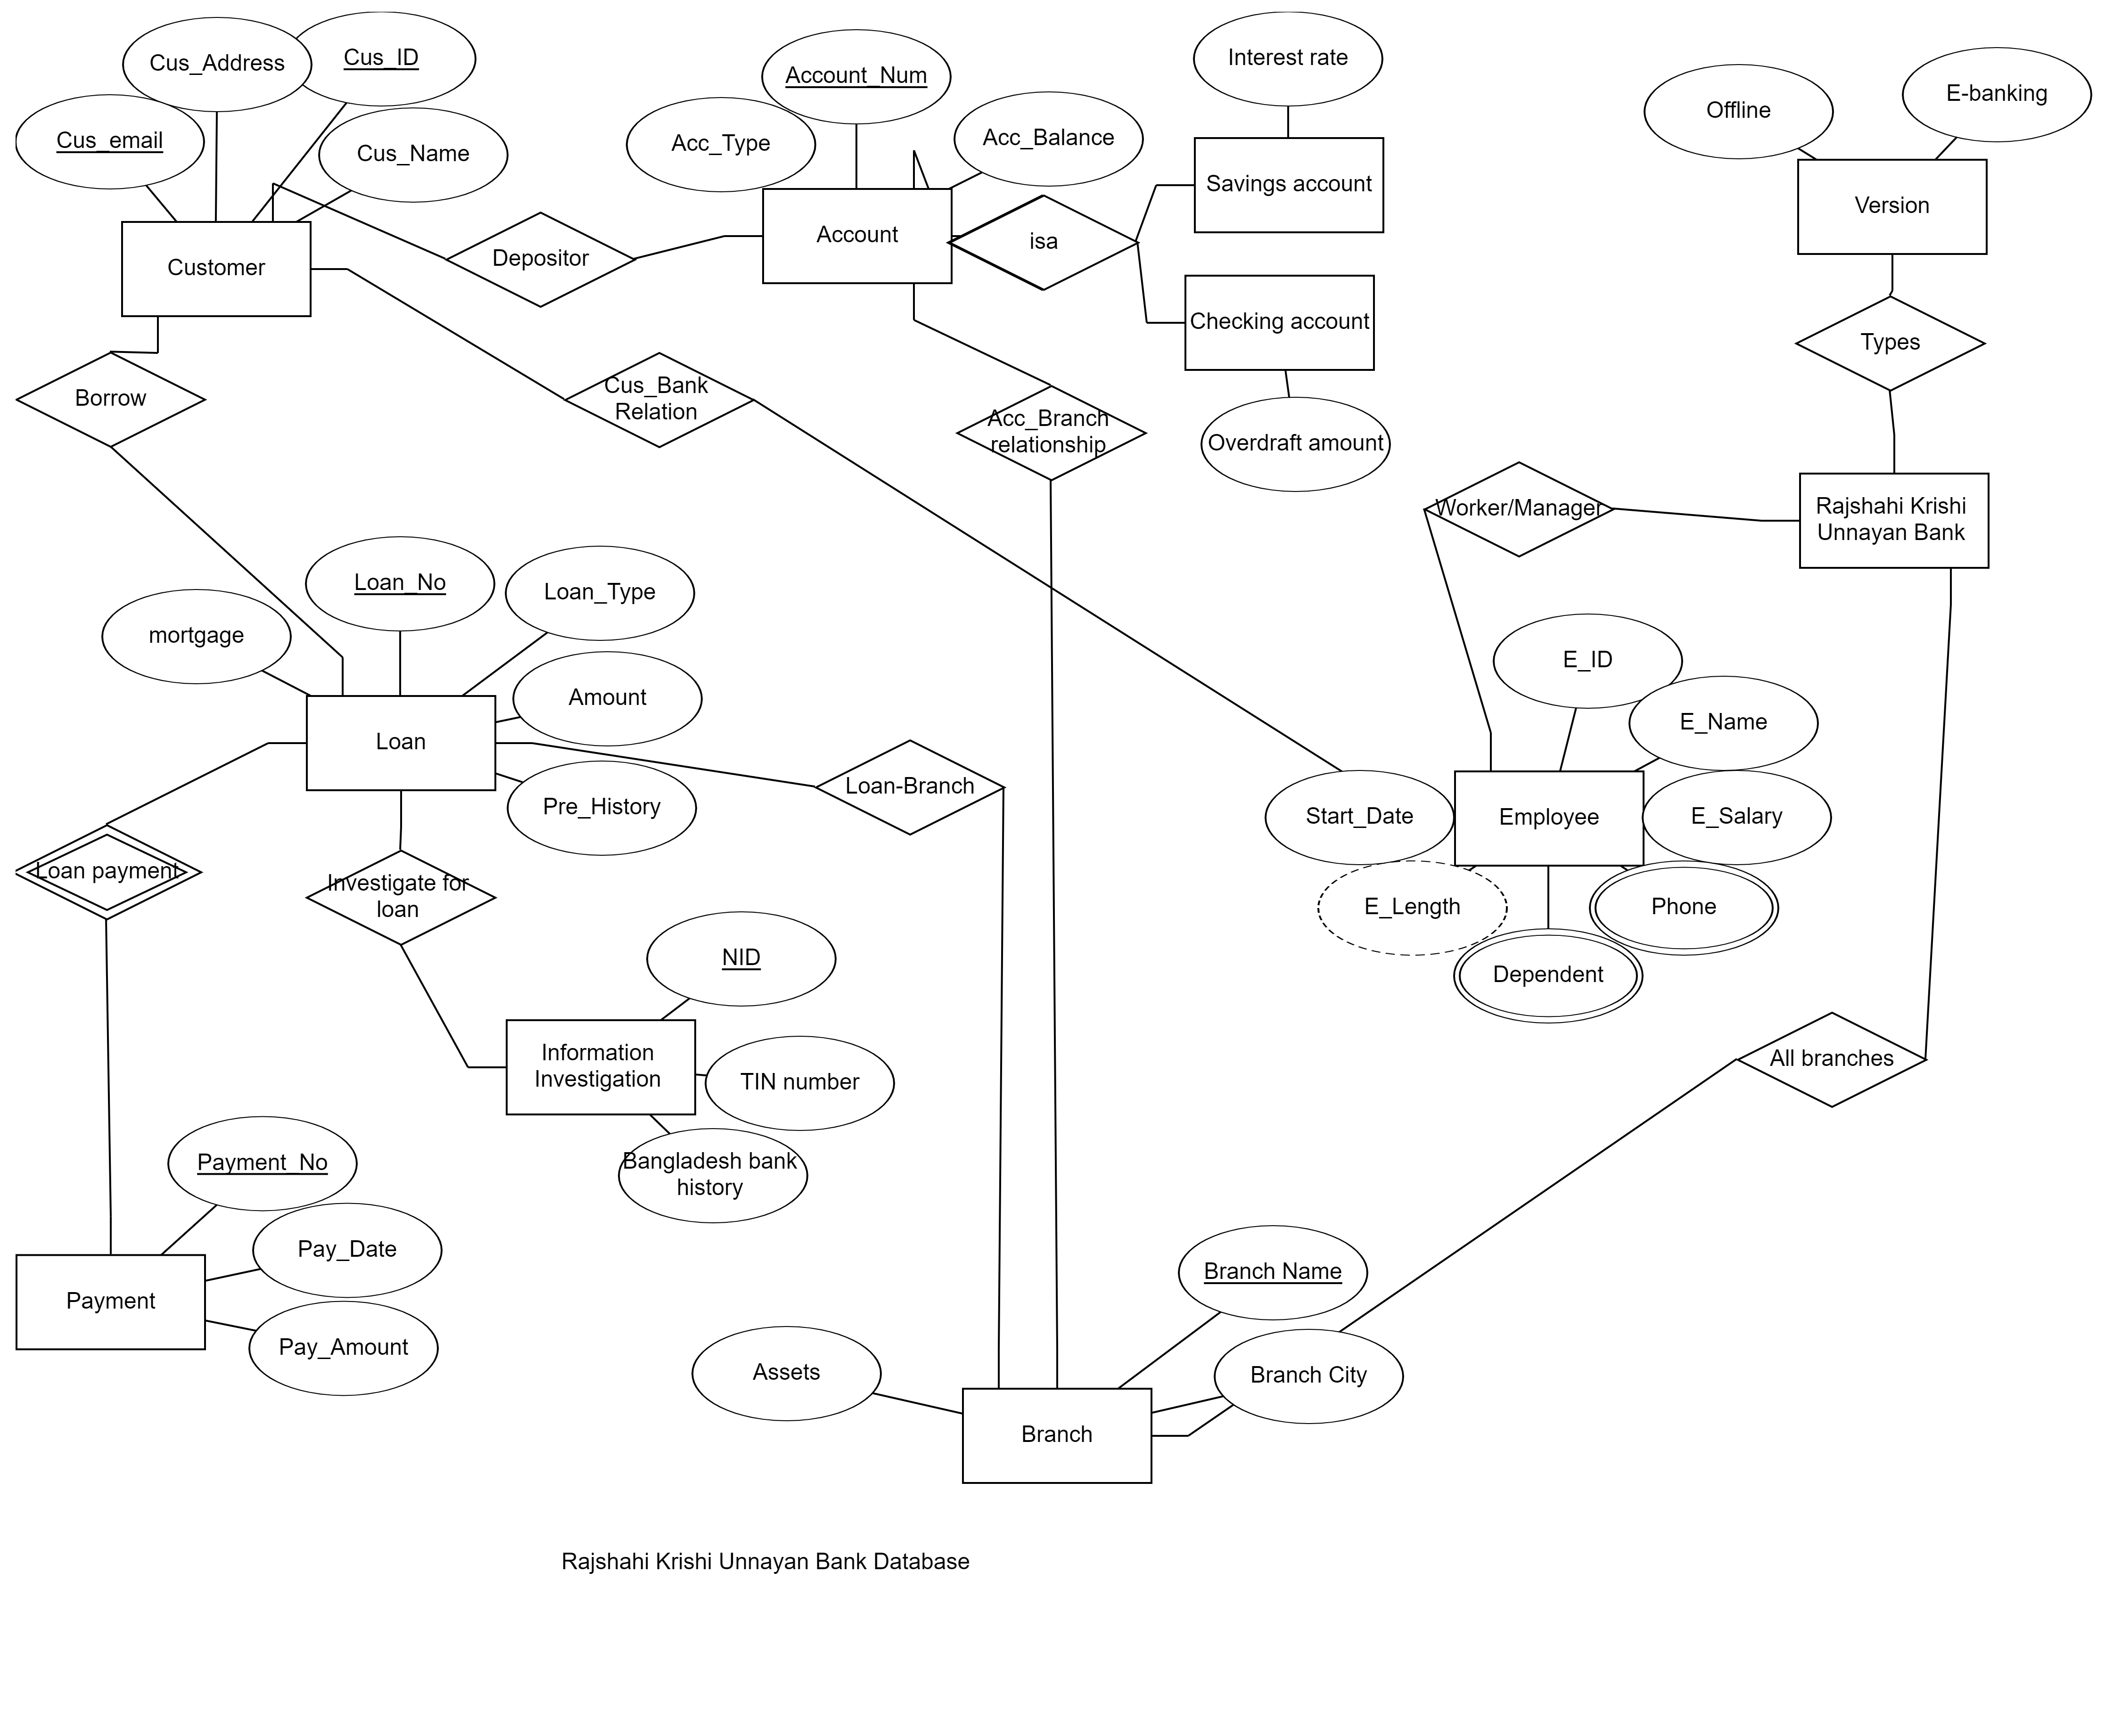 Cus_Address
Cus_ID
Cus_email
Cus_Name
Customer
Depositor
Account_Num
Acc_Type
Acc_Balance
Account
isa
Interest rate
Savings account
Checking account
Overdraft amount
Offline
E-banking
Version
Types
Rajshahi Krishi
Unnayan Bank
Worker/Manager
Borrow
Cus_Bank
Relation
Acc_Branch
relationship
Loan_No
Loan_Type
mortgage
Amount
Loan
Pre_History
Loan-Branch
E_ID
E_Name
Start_Date
Employee
E_Salary
E_Length
Phone
Dependent
Loan payment
Investigate for
loan
NID
Information
Investigation
TIN number
Bangladesh bank
history
All branches
Payment_No
Pay_Date
Payment
Pay_Amount
Branch Name
Assets
Branch City
Branch
Rajshahi Krishi Unnayan Bank Database